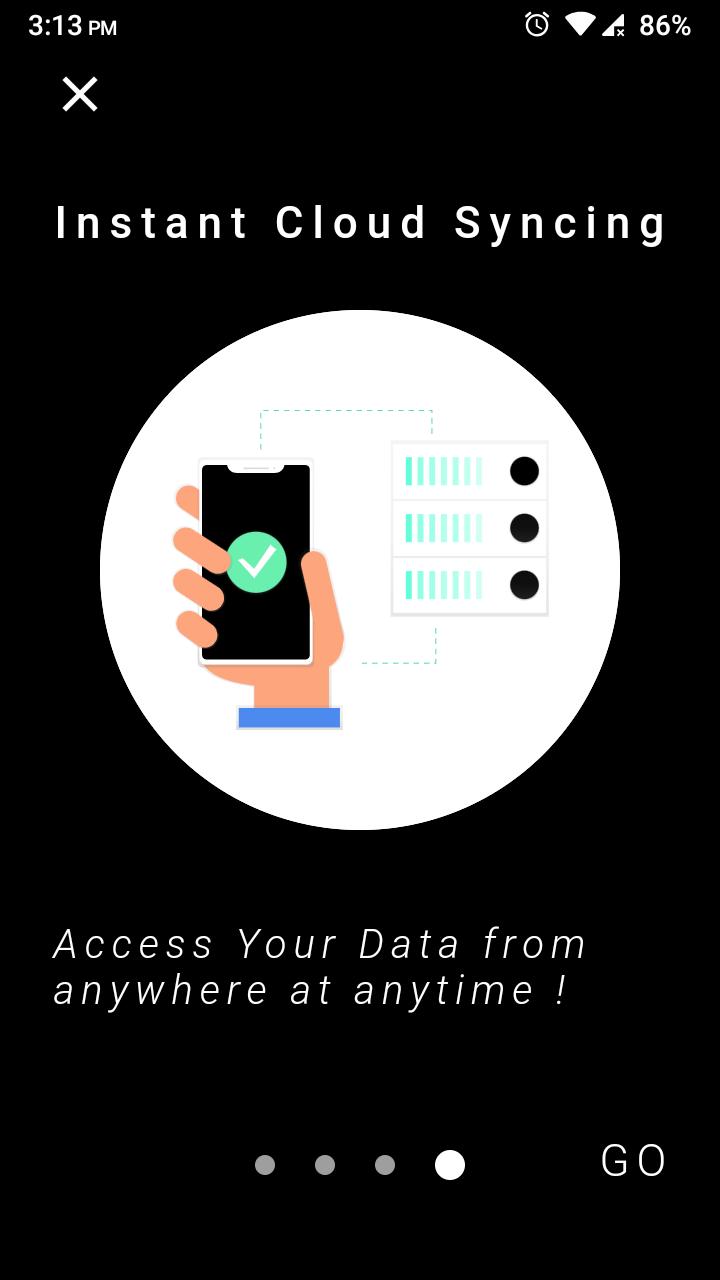 3:13 PM 86%
Instant Cloud Syncing
Access Your Data from
anywhere at anytime !
GO